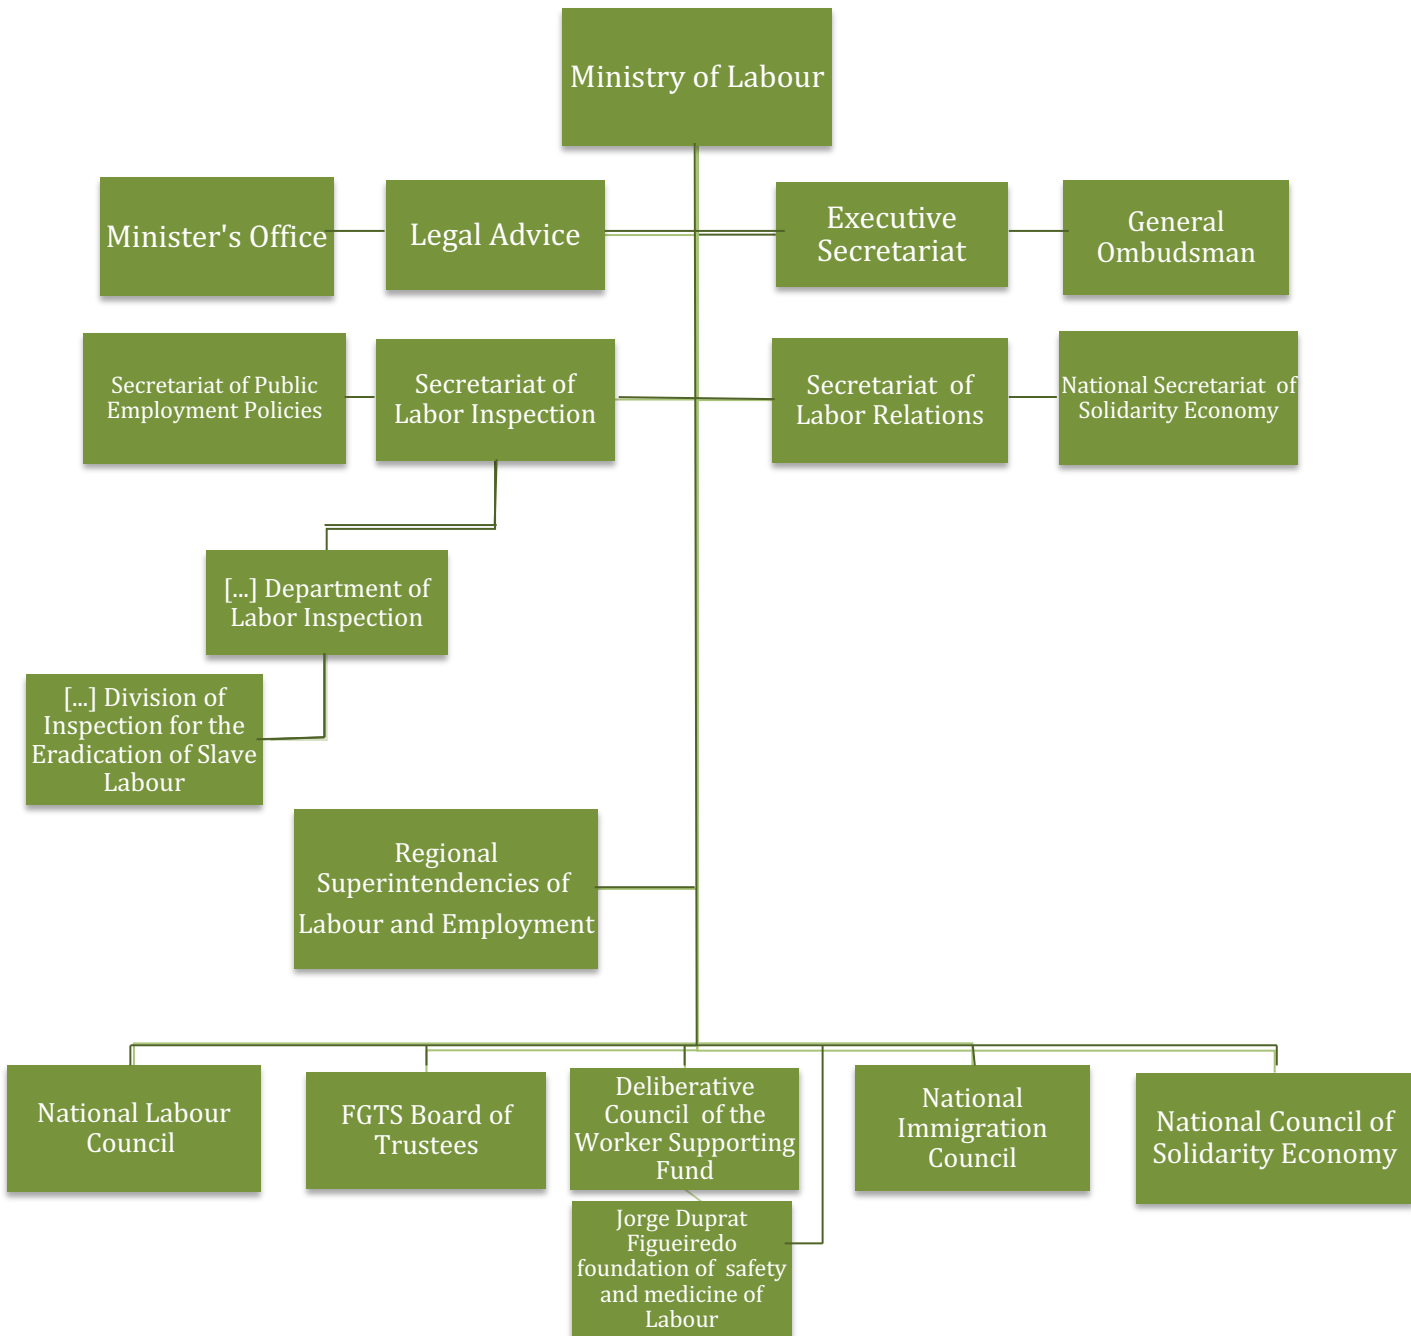 Ministry of Labour
Minister's Office
Legal Advice
Executive
Secretariat
General
Ombudsman
Secretariat of Public
Employment Policies
Secretariat of
Labor Inspection
Secretariat of
Labor Relations
National Secretariat of
Solidarity Economy
[...] Department of
Labor Inspection
[...] Division of
Inspection for the
Eradication of Slave
Labour
Regional
Superintendencies of
Labour and Employment
National Labour
Council
FGTS Board of
Trustees
Deliberative
Council of the
Worker Supporting
Fund
National
Immigration
Council
National Council of
Solidarity Economy
Jorge Duprat
Figueiredo
foundation of safety
and medicine of
Labour